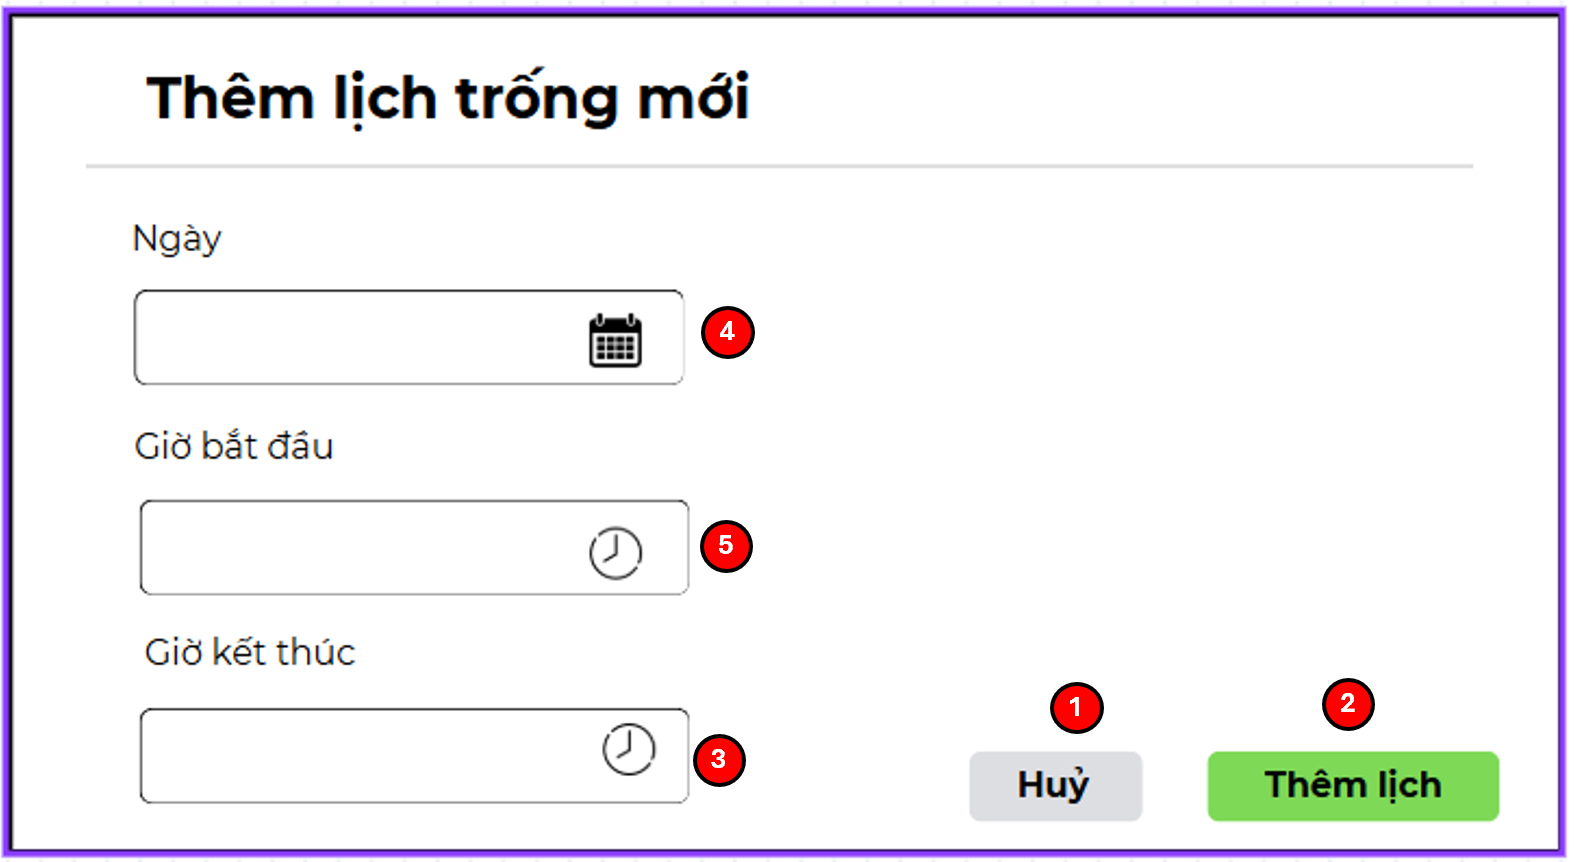 Thêm lịch trống mới
Ngày
4
Giờ bắt đầu
5
Giờ kết thúc
3
1
2
Huỷ
Thêm lịch